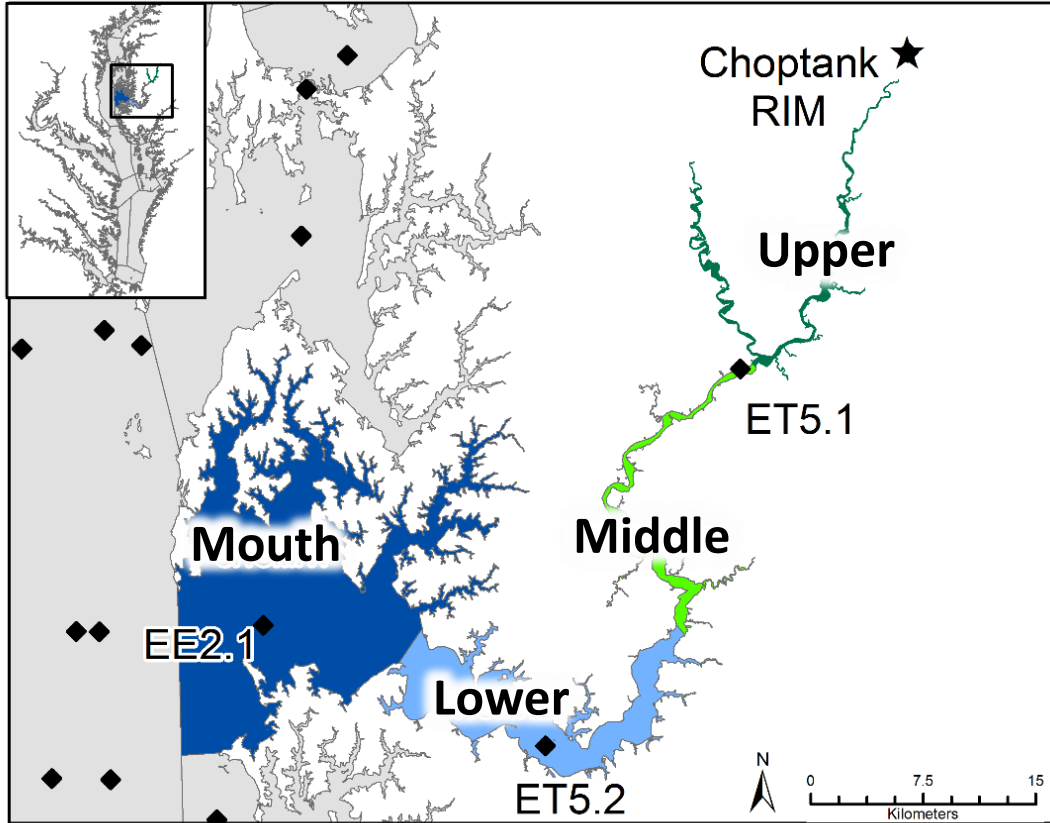 Choptank
RIM
Upper
ET5.1
Mouth
Middle
EE2.1
Lower
ET5.2
N
0 7.5 15
Kilometers